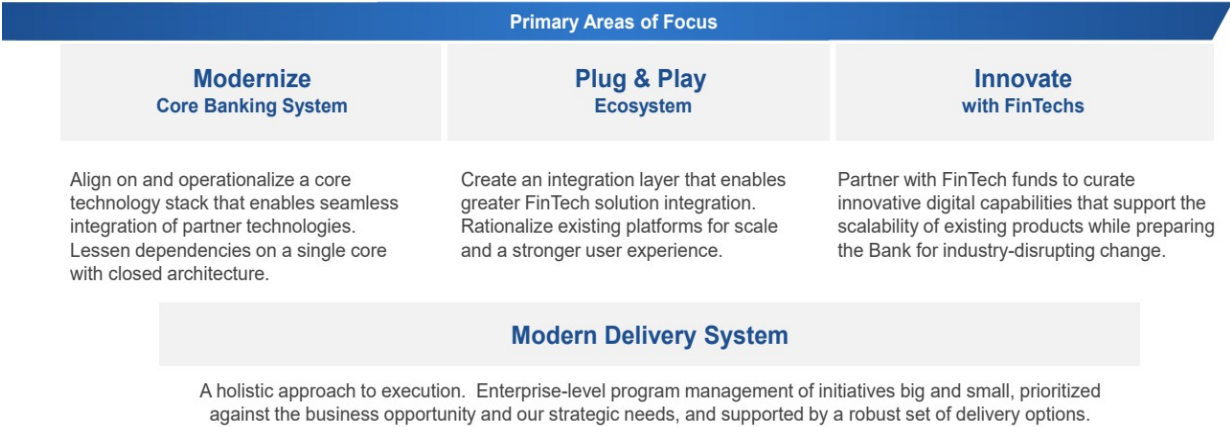 Primary Areas of Focus
Modernize
Core Banking System
Align on and operationalize a core
technology stack that enables seamless
integration of partner technologies.
Lessen dependencies on a single core
with closed architecture.
Plug & Play
Ecosystem
Create an integration layer that enables
greater FinTech solution integration.
Rationalize existing platforms for scale
and a stronger user experience.
Innovate
with FinTechs
Partner with FinTech funds to curate
innovative digital capabilities that support the
scalability of existing products while preparing
the Bank for industry-disrupting change.
Modern Delivery System
A holistic approach to execution.  Enterprise-level program management of initiatives big and small, prioritized
against the business opportunity and our strategic needs, and supported by a robust set of delivery options.